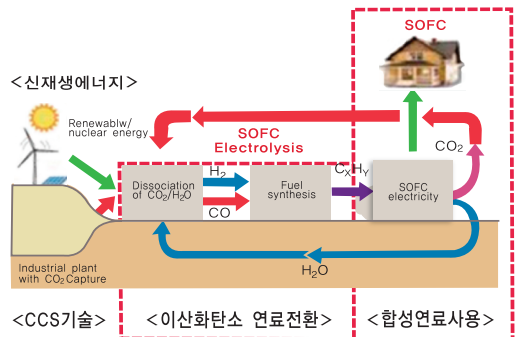 SOFC
<신재생에너지>
Renewablw/
nuclear energy
SOFC
Electrolysis
CO₂
H₂
CXHY
Dissociation
of CO₂/H₂O
Fuel
synthesis
SOFC
electricity
CO
H₂O
Industrial plant
with CO₂ Capture
<CCS기술>
<이산화탄소 연료전환>
<합성연료사용>